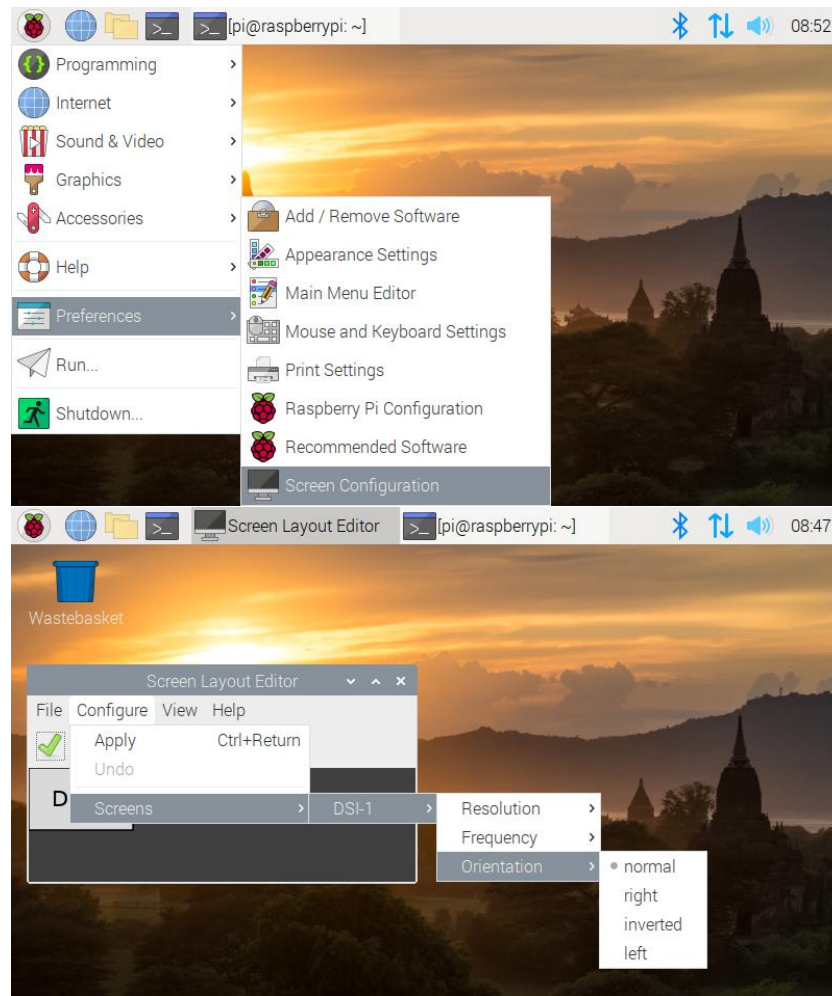 [pi@raspberrypi: ~]
08:52
Programming
Internet
Sound & Video
Graphics
Accessories
Help
Preferences
Run...
Shutdown...
Add / Remove Software
Appearance Settings
Main Menu Editor
Mouse and Keyboard Settings
Print Settings
Raspberry Pi Configuration
Recommended Software
Screen Configuration
Screen Layout Editor
[pi@raspberrypi: ~]
08:47
Wastebasket
Screen Layout Editor
File Configure View Help
Apply Ctrl+Return
Undo
D
Screens
DSI-1
Resolution
Frequency
Orientation
normal
right
inverted
left